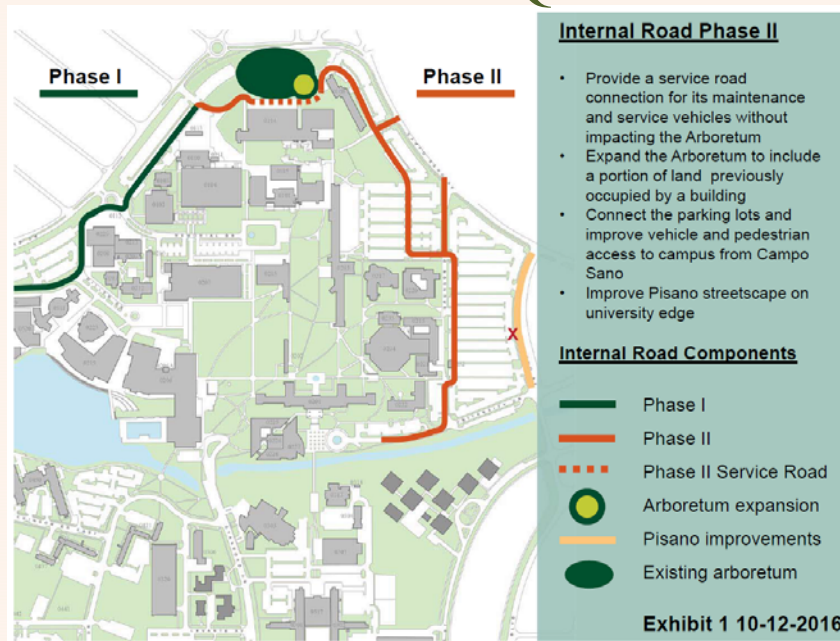 Phase I
Phase II
Internal Road Phase II
• Provide a service road
connection for its maintenance
and service vehicles without
impacting the Arboretum
• Expand the Arboretum to include
a portion of land previously
occupied by a building
• Connect the parking lots and
improve vehicle and pedestrian
access to campus from Campo
Sano
• Improve Pisano streetscape on
university edge
X
Internal Road Components
Phase I
Phase II
Phase II Service Road
Arboretum expansion
Pisano improvements
Existing arboretum
Exhibit 1 10-12-2016